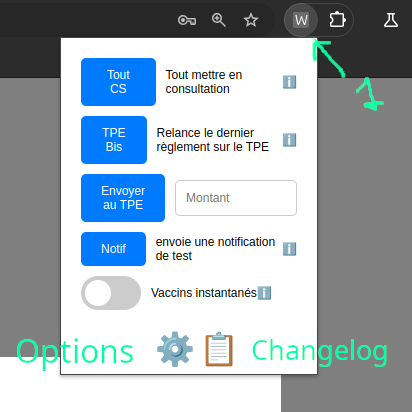 W
1
Tout
CS
Tout mettre en
consultation
TPE
Bis
Relance le dernier
règlement sur le TPE
Envoyer
au TPE
Montant
Notif
envoie une notification
de test
Vaccins instantanés
Options
Changelog